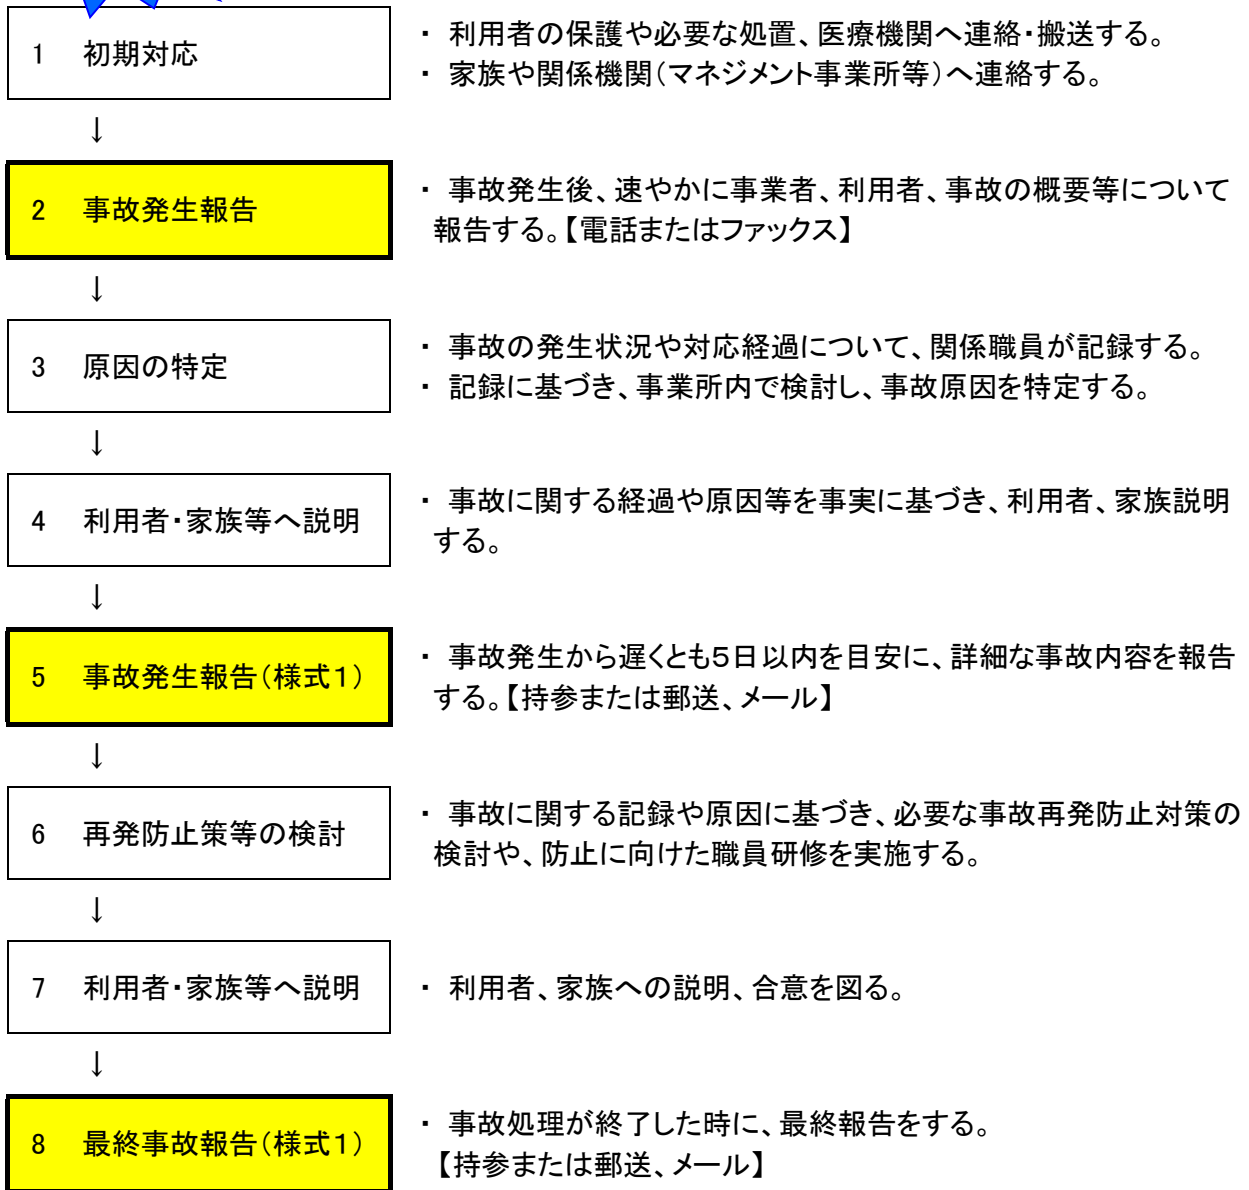 1 初期対応
・ 利用者の保護や必要な処置、医療機関へ連絡・搬送する。
・ 家族や関係機関(マネジメント事業所等)へ連絡する。
↓
2 事故発生報告
・ 事故発生後、速やかに事業者、利用者、事故の概要等について
報告する。【電話またはファックス】
↓
3 原因の特定
・ 事故の発生状況や対応経過について、関係職員が記録する。
・ 記録に基づき、事業所内で検討し、事故原因を特定する。
↓
4 利用者・家族等へ説明
・ 事故に関する経過や原因等を事実に基づき、利用者、家族説明
する。
↓
5 事故発生報告(様式1)
・ 事故発生から遅くとも5日以内を目安に、詳細な事故内容を報告
する。【持参または郵送、メール】
↓
6 再発防止策等の検討
・ 事故に関する記録や原因に基づき、必要な事故再発防止対策の
検討や、防止に向けた職員研修を実施する。
↓
7 利用者・家族等へ説明
・ 利用者、家族への説明、合意を図る。
↓
8 最終事故報告(様式1)
・ 事故処理が終了した時に、最終報告をする。
【持参または郵送、メール】